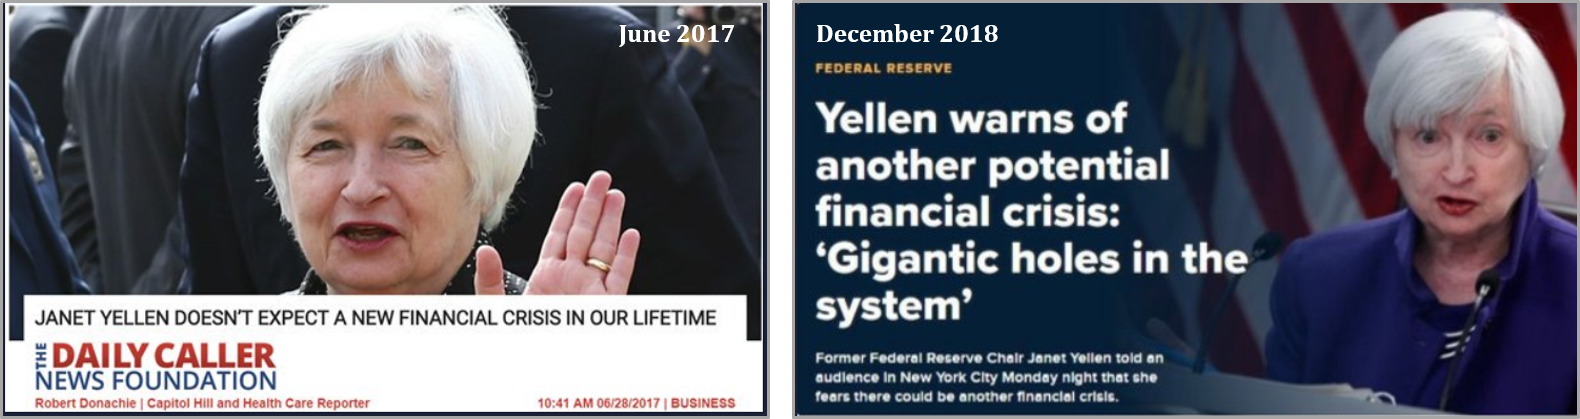 June 2017
JANET YELLEN DOESN'T EXPECT A NEW FINANCIAL CRISIS IN OUR LIFETIME
THE DAILY CALLER
NEWS FOUNDATION
Robert Donachie | Capitol Hill and Health Care Reporter
10:41 AM 06/28/2017 | BUSINESS
December 2018
FEDERAL RESERVE
Yellen warns of
another potential
financial crisis:
‘Gigantic holes in the
system’
Former Federal Reserve Chair Janet Yellen told an
audience in New York City Monday night that she
fears there could be another financial crisis.